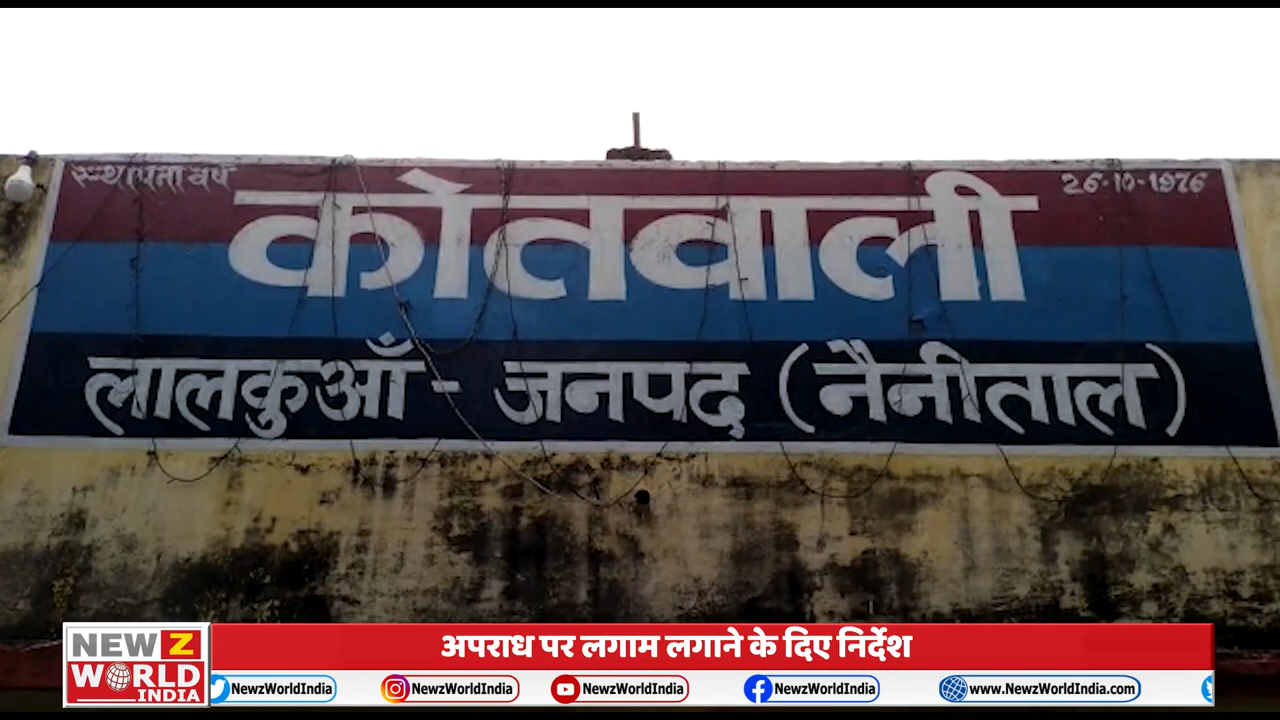 स्थापना वर्ष 26-10-1976
कोतवाली
लालकुआँ - जनपद (नैनीताल)
अपराध पर लगाम लगाने के दिए निर्देश
NEWZ
WORLD
INDIA
NewzWorldIndia NewzWorldIndia NewzWorldIndia NewzWorldIndia www.NewzWorldIndia.com